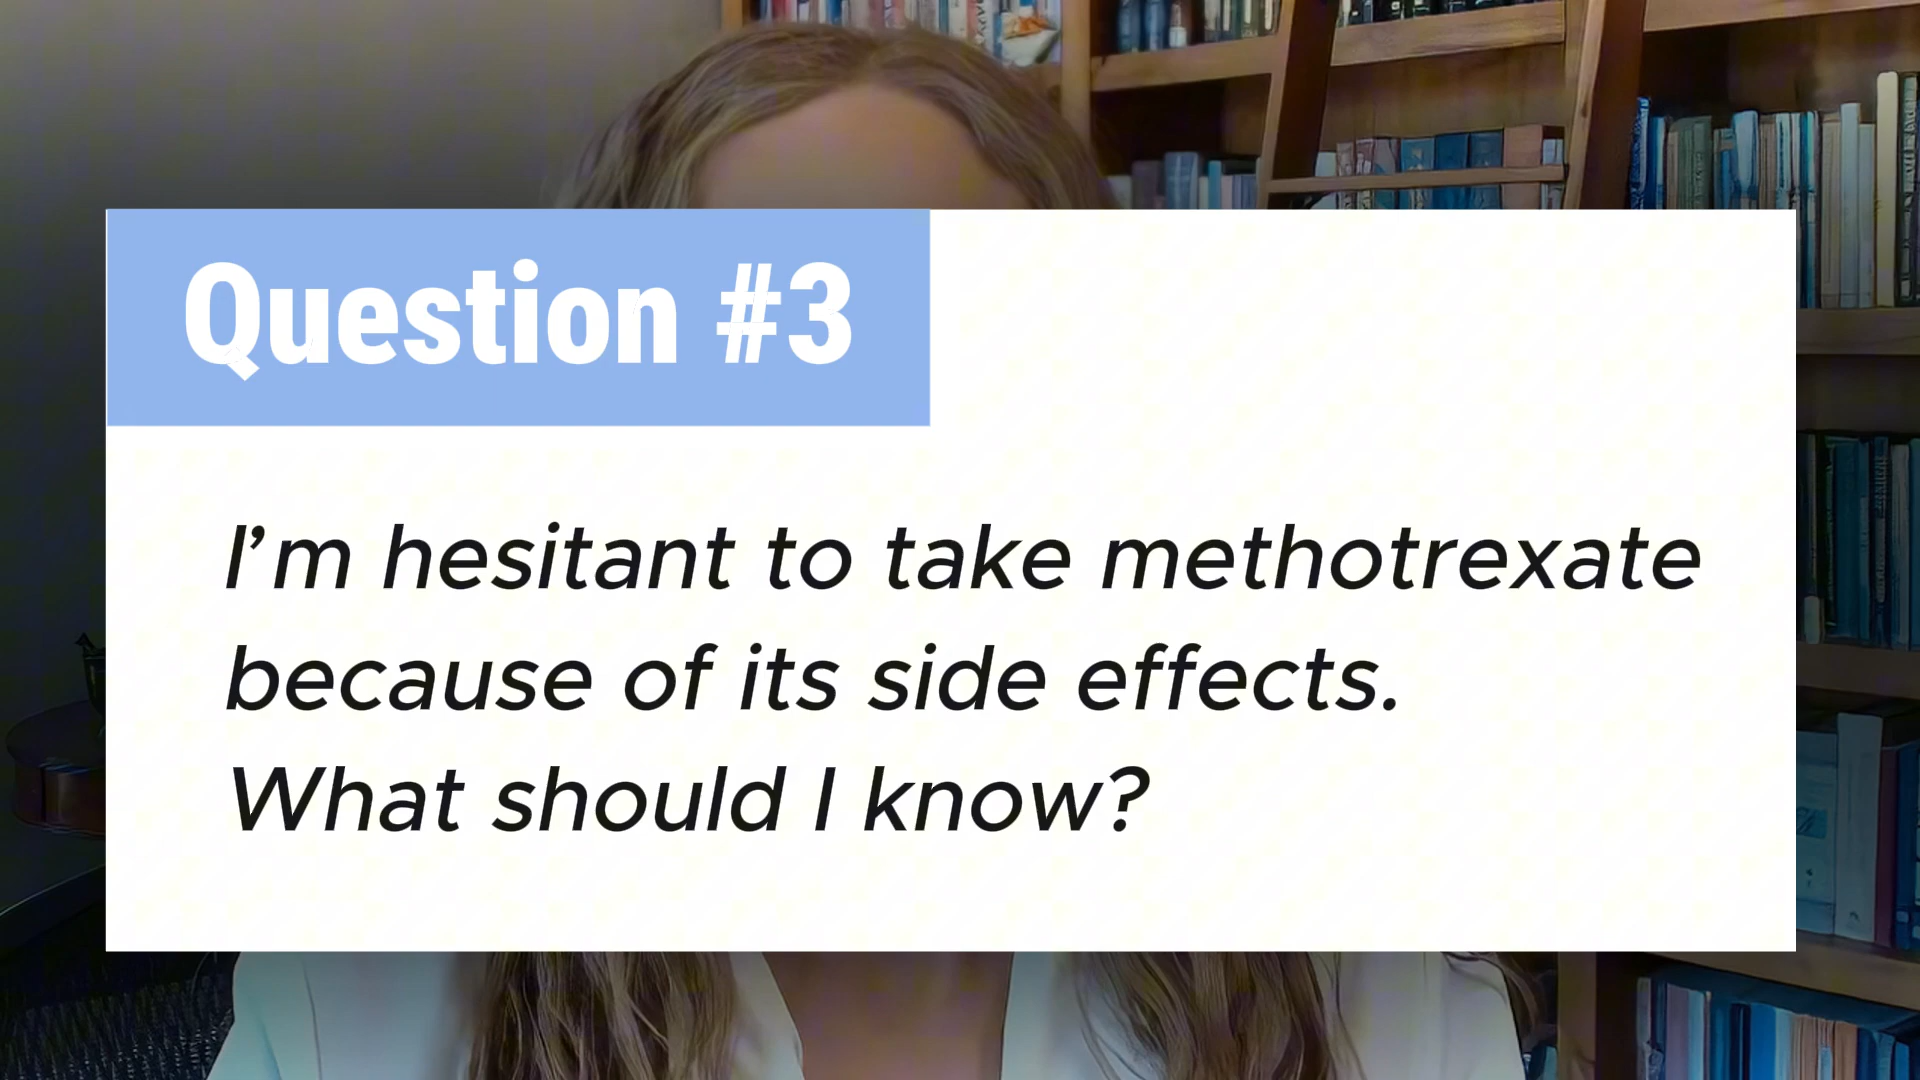 Question #3
I’m hesitant to take methotrexate
because of its side effects.
What should I know?